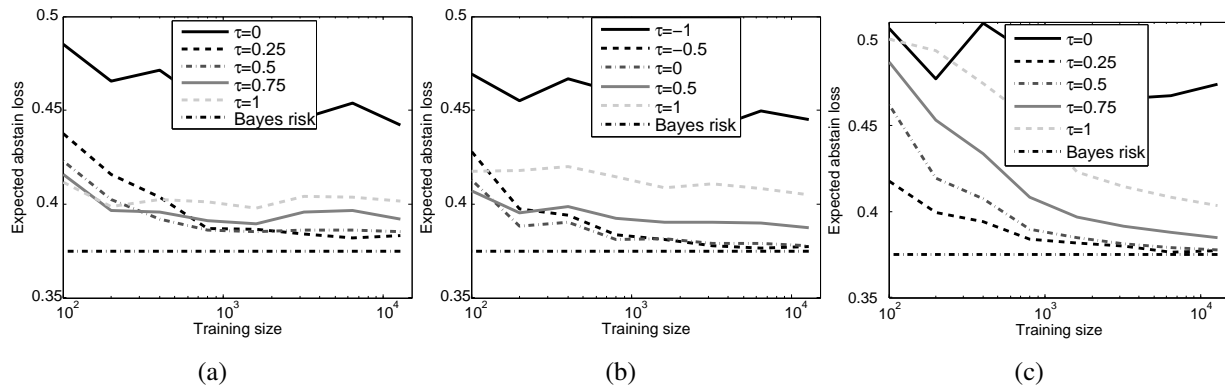 Expected abstain loss
0.5
0.45
0.4
0.35
τ=0
τ=0.25
τ=0.5
τ=0.75
τ=1
Bayes risk
10^2
10^3
10^4
Training size
(a)
Expected abstain loss
0.5
0.45
0.4
0.35
τ=−1
τ=−0.5
τ=0
τ=0.5
τ=1
Bayes risk
10^2
10^3
10^4
Training size
(b)
Expected abstain loss
0.5
0.45
0.4
0.35
τ=0
τ=0.25
τ=0.5
τ=0.75
τ=1
Bayes risk
10^2
10^3
10^4
Training size
(c)